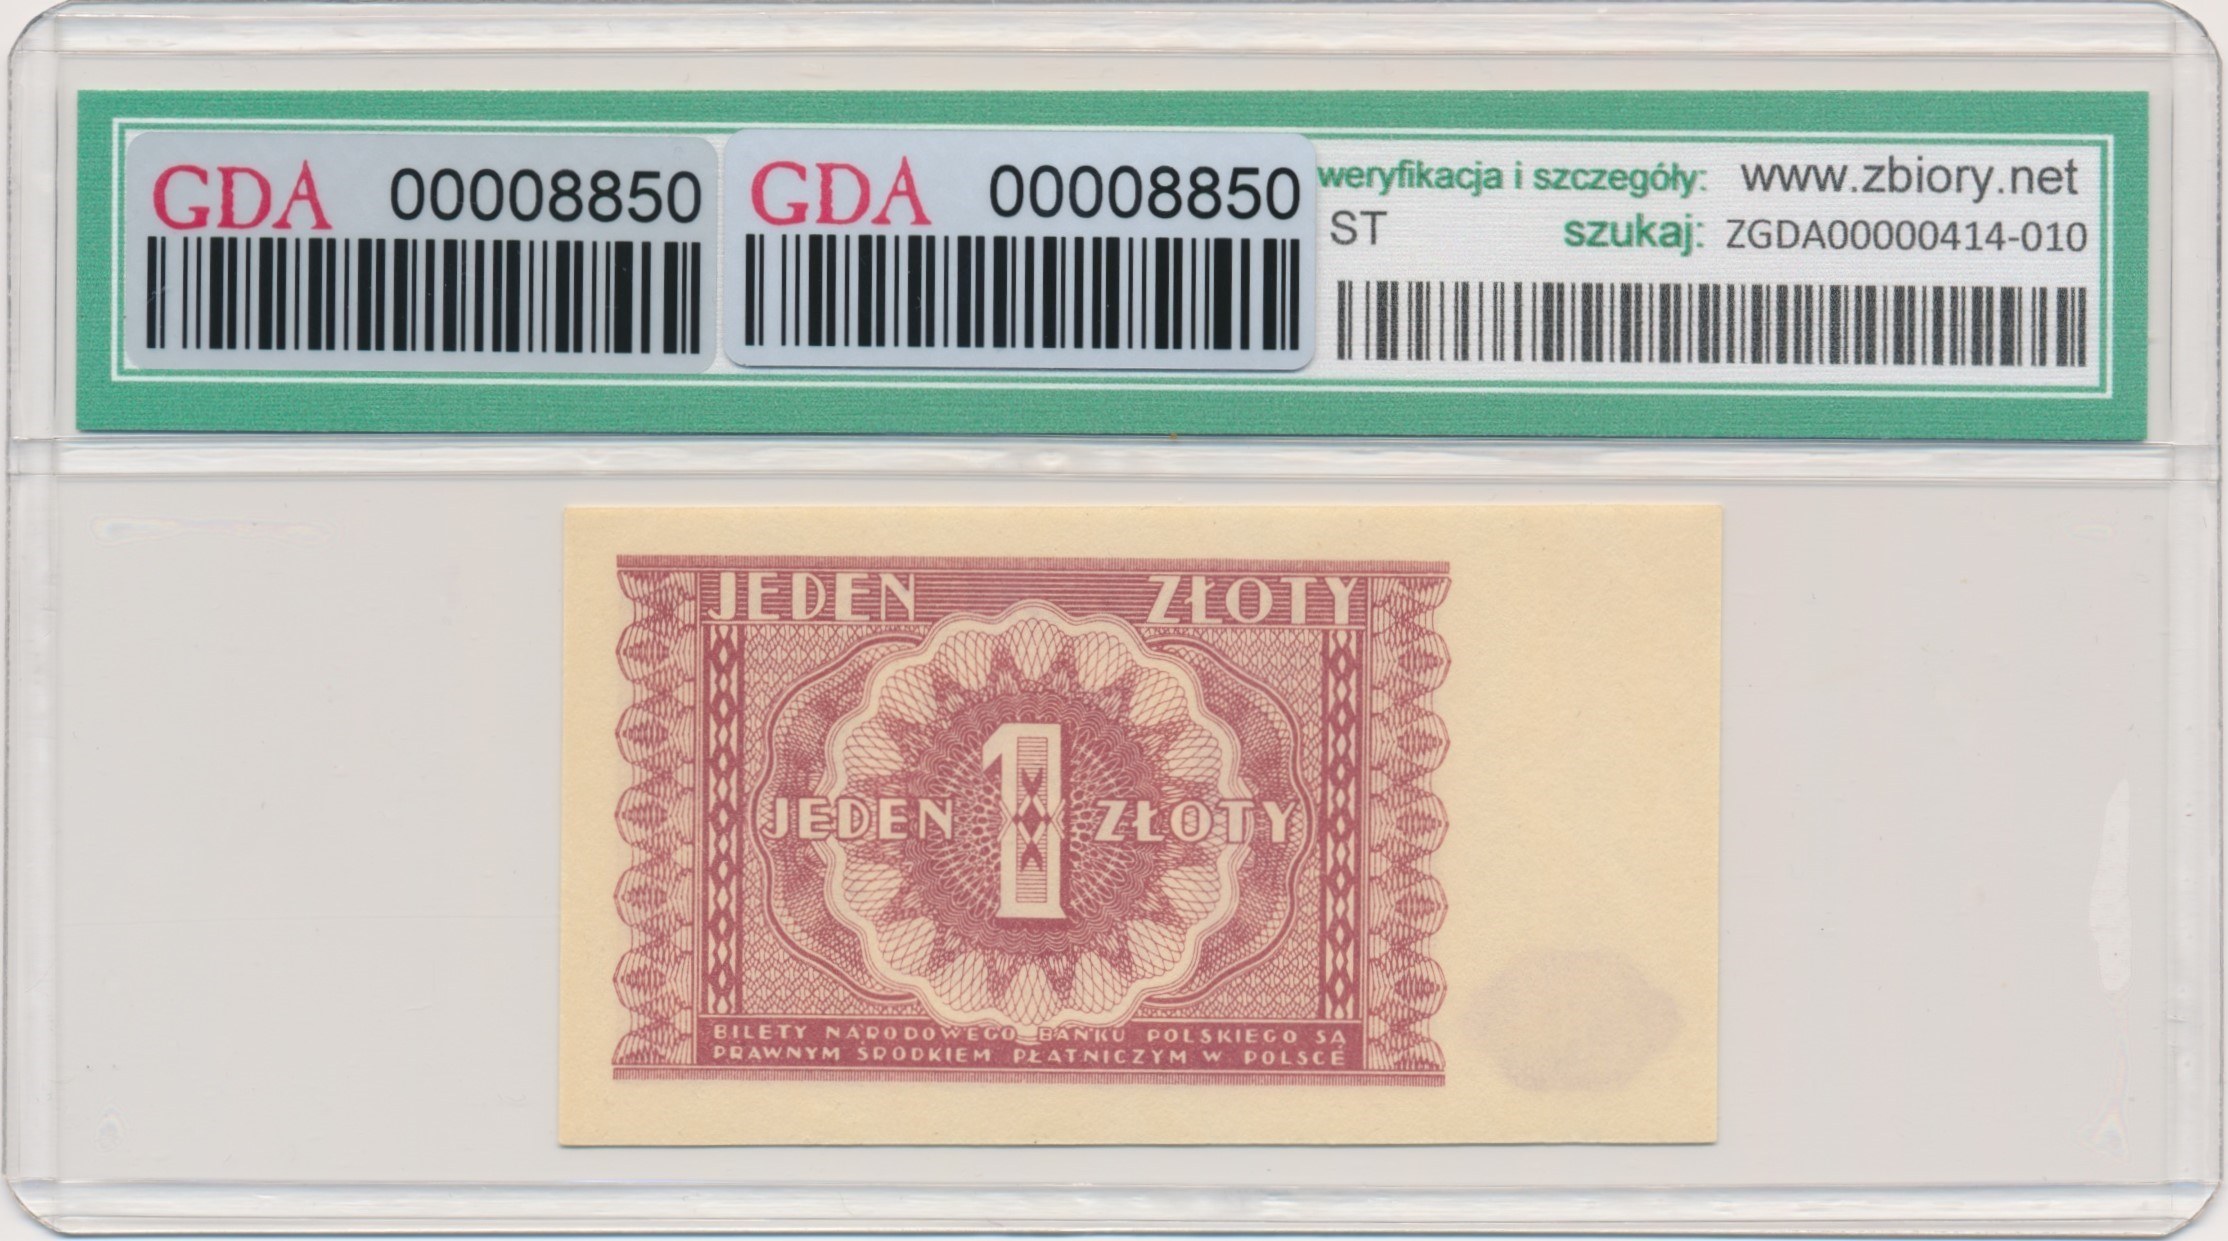 GDA 00008850
GDA 00008850
weryfikacja i szczegóły: www.zbiory.net
ST szukaj: ZGDA00000414-010
JEDEN ZŁOTY
JEDEN 1 ZŁOTY
BILETY NARODOWEGO BANKU POLSKIEGO SĄ
PRAWNYM ŚRODKIEM PŁATNICZYM W POLSCE